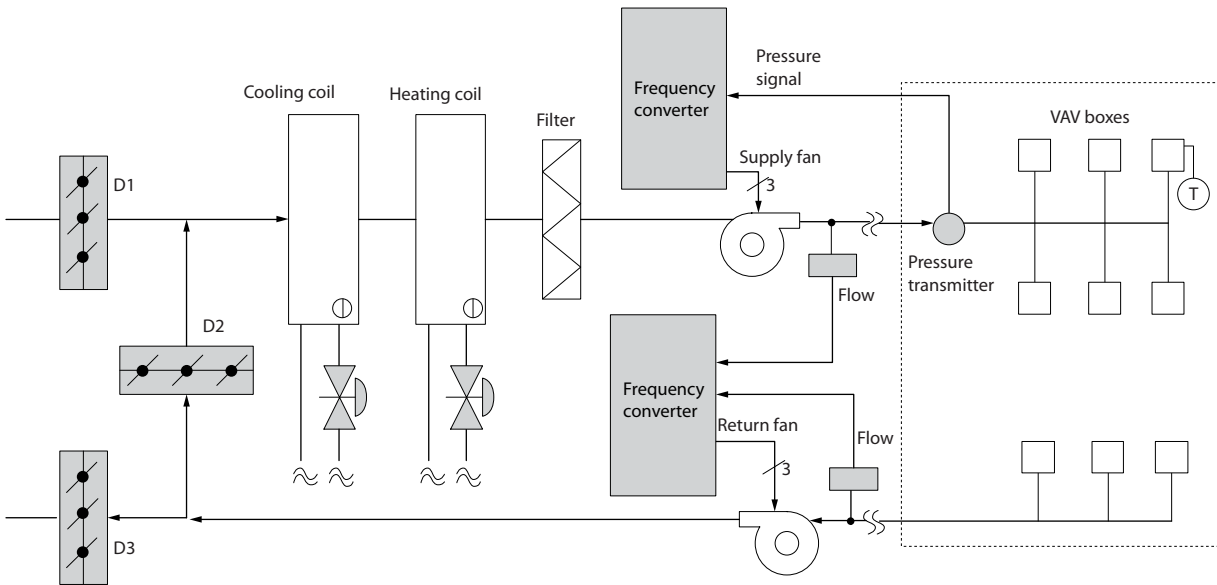 Cooling coil
Heating coil
Filter
Frequency
converter
Pressure
signal
VAV boxes
Supply fan
3
D1
T
Pressure
transmitter
Flow
D2
Frequency
converter
Return fan
Flow
3
D3